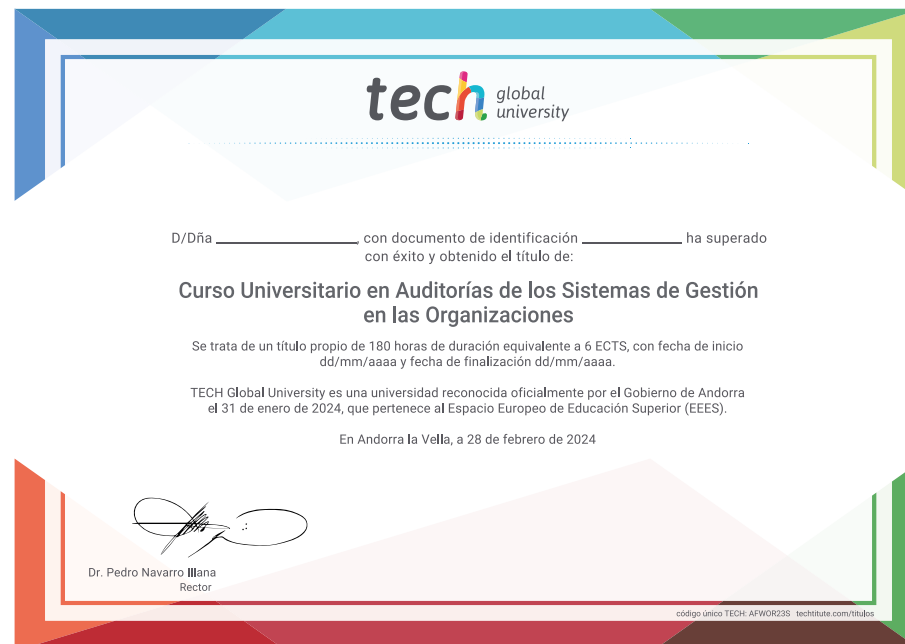 tech global university
D/Dña , con documento de identificación ha superado
con éxito y obtenido el título de:
Curso Universitario en Auditorías de los Sistemas de Gestión
en las Organizaciones
Se trata de un título propio de 180 horas de duración equivalente a 6 ECTS, con fecha de inicio
dd/mm/aaaa y fecha de finalización dd/mm/aaaa.
TECH Global University es una universidad reconocida oficialmente por el Gobierno de Andorra
el 31 de enero de 2024, que pertenece al Espacio Europeo de Educación Superior (EEES).
En Andorra la Vella, a 28 de febrero de 2024
Dr. Pedro Navarro Illana
Rector
código único TECH: AFWOR23S techtitute.com/titulos